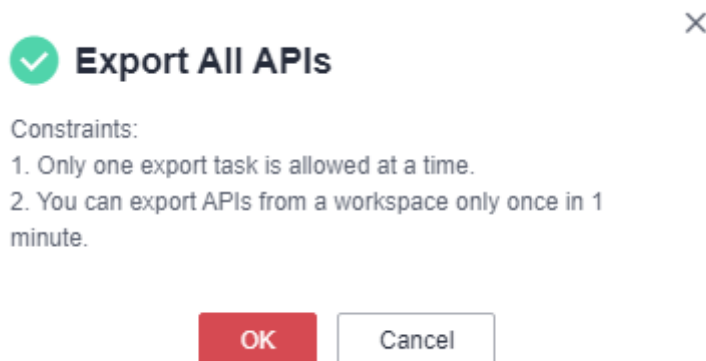 Export All APIs
Constraints:
1. Only one export task is allowed at a time.
2. You can export APIs from a workspace only once in 1
minute.
OK
Cancel